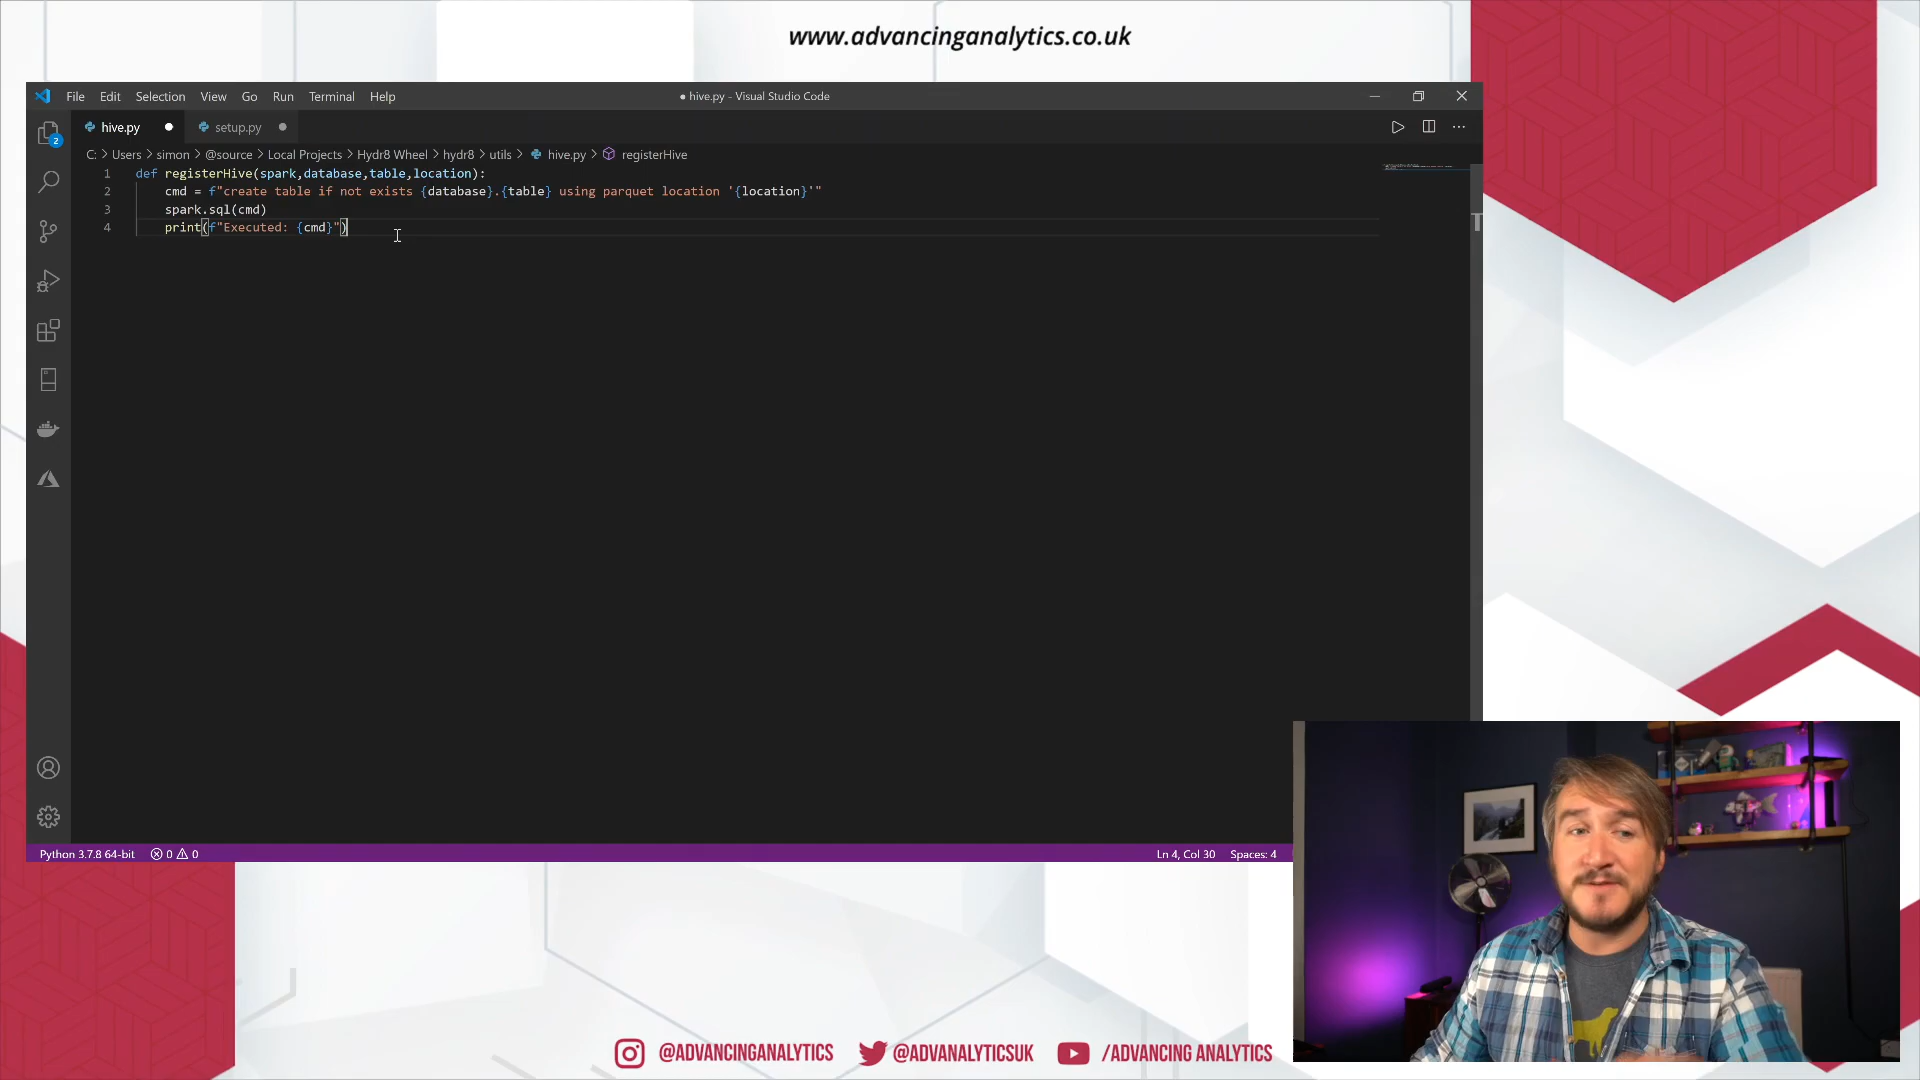 www.advancinganalytics.co.uk
File Edit Selection View Go Run Terminal Help
● hive.py - Visual Studio Code
hive.py
setup.py
C: > Users > simon > @source > Local Projects > Hydr8 Wheel > hydr8 > utils > hive.py > registerHive
1 def registerHive(spark,database,table,location):
2 cmd = f"create table if not exists {database}.{table} using parquet location '{location}'"
3 spark.sql(cmd)
4 print(f"Executed: {cmd}")
2
Python 3.7.8 64-bit 0 0
Ln 4, Col 30 Spaces: 4
@ADVANCINGANALYTICS @ADVANALYTICSUK /ADVANCING ANALYTICS